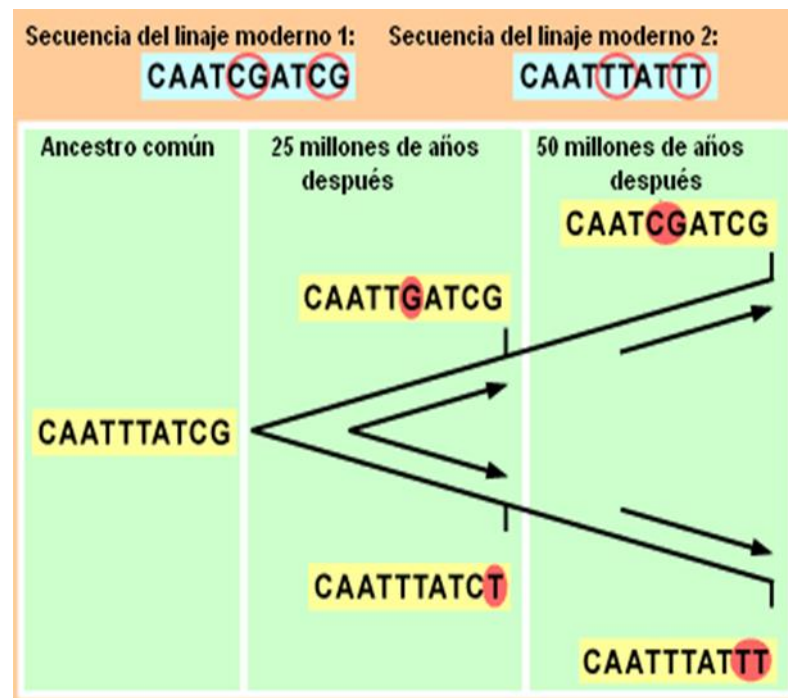 Secuencia del linaje moderno 1:
CAATCGATCG
Secuencia del linaje moderno 2:
CAATTTATTT
Ancestro común
25 millones de años
después
50 millones de años
después
CAATCGATCG
CAATTGATCG
CAATTTATCG
CAATTTATCT
CAATTTATTT